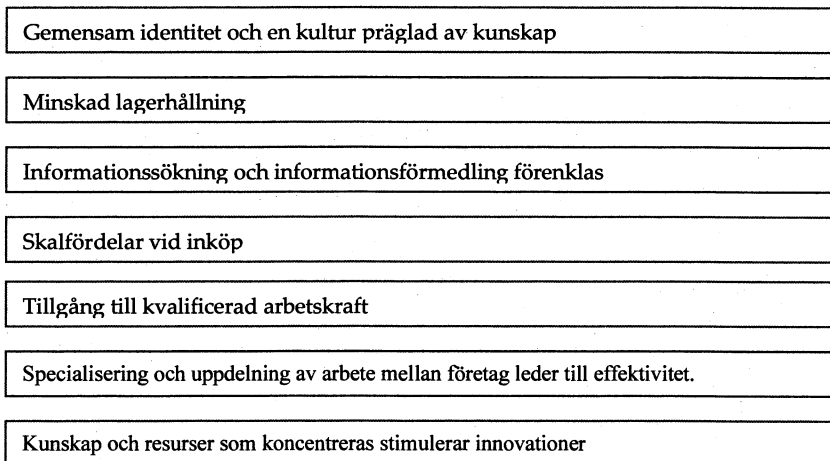 Gemensam identitet och en kultur präglad av kunskap
Minskad lagerhållning
Informationssökning och informationsförmedling förenklas
Skalfördelar vid inköp
Tillgång till kvalificerad arbetskraft
Specialisering och uppdelning av arbete mellan företag leder till effektivitet.
Kunskap och resurser som koncentreras stimulerar innovationer